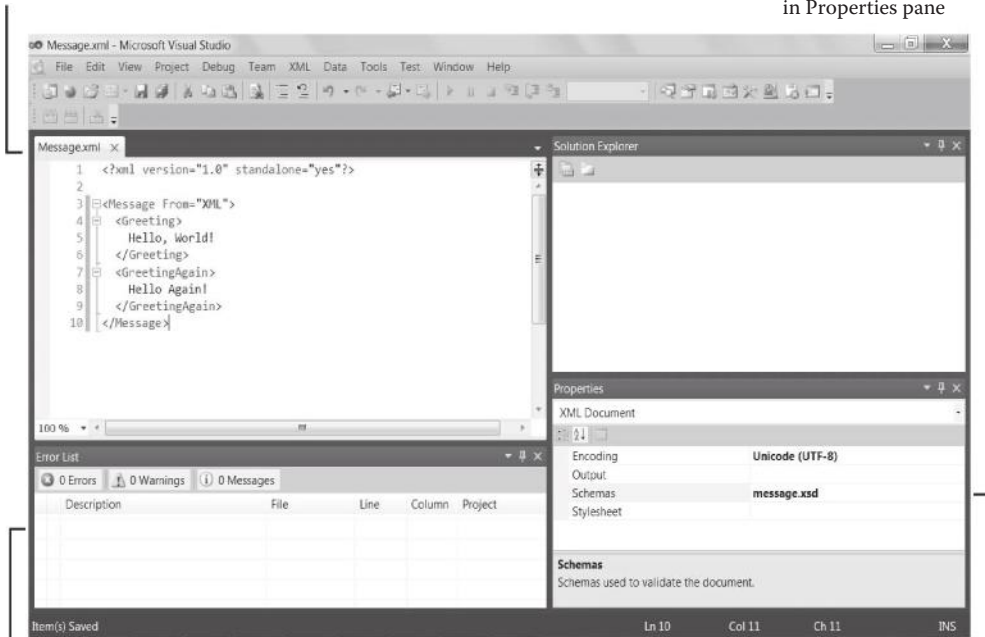 in Properties pane
Message.xml - Microsoft Visual Studio
File Edit View Project Debug Team XML Data Tools Test Window Help
Message.xml
1 <?xml version="1.0" standalone="yes"?>
2
3 <Message From="XML">
4 <Greeting>
5 Hello, World!
6 </Greeting>
7 <GreetingAgain>
8 Hello Again!
9 </GreetingAgain>
10 </Message>
100 %
Solution Explorer
Properties
XML Document
Encoding Unicode (UTF-8)
Output
Schemas message.xsd
Stylesheet
Schemas
Schemas used to validate the document.
Error List
0 Errors 0 Warnings 0 Messages
Description File Line Column Project
Item(s) Saved Ln 10 Col 11 Ch 11 INS